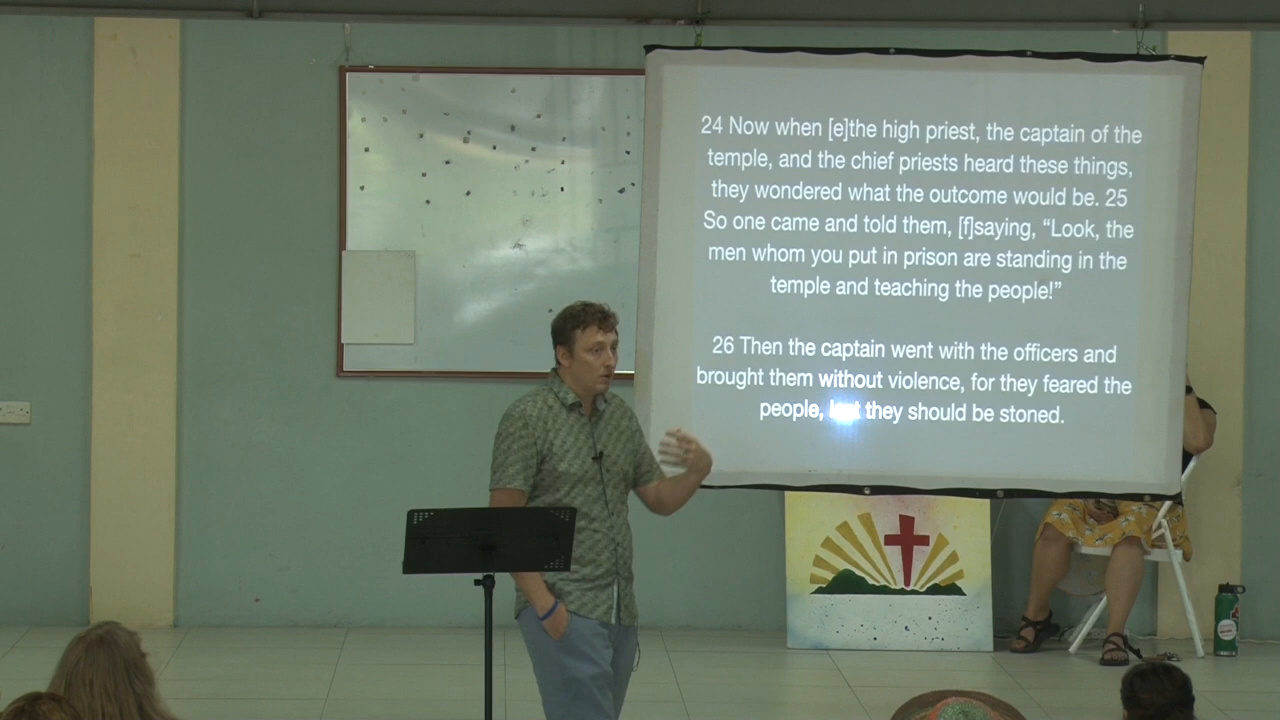 24 Now when [e]the high priest, the captain of the
temple, and the chief priests heard these things,
they wondered what the outcome would be. 25
So one came and told them, [f]saying, “Look, the
men whom you put in prison are standing in the
temple and teaching the people!”
26 Then the captain went with the officers and
brought them without violence, for they feared the
people, lest they should be stoned.